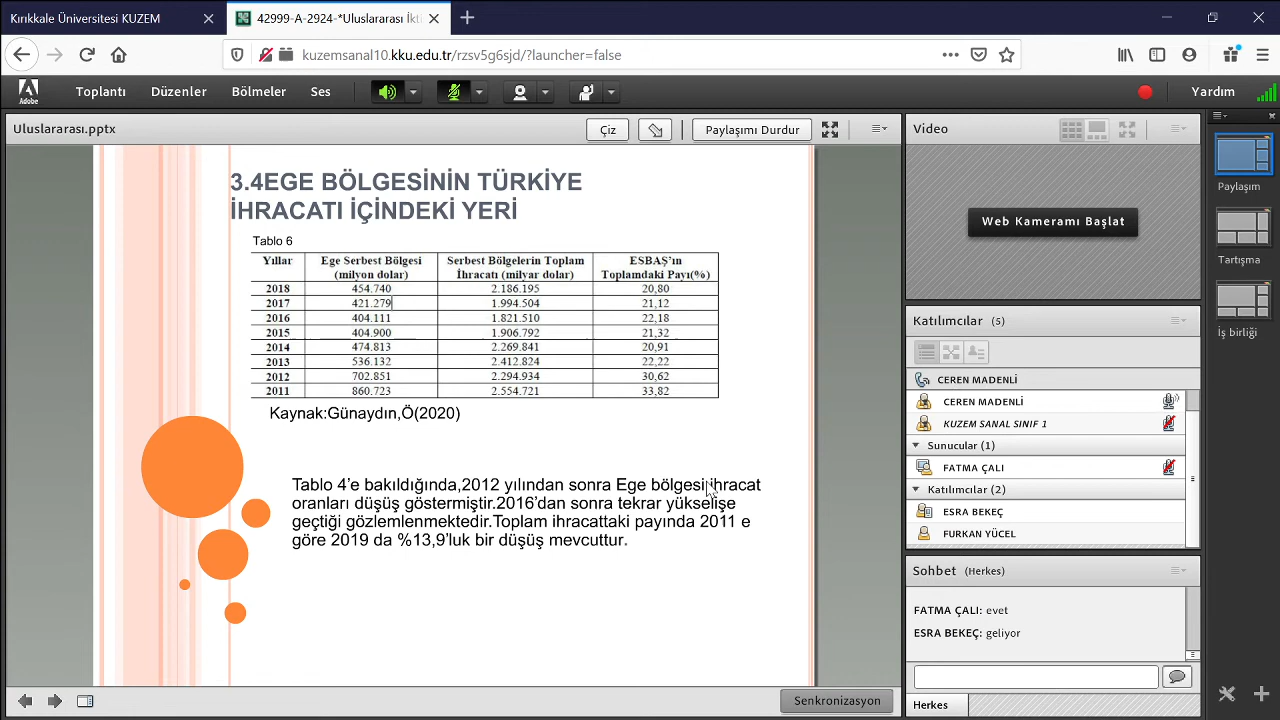 Kırıkkale Üniversitesi KUZEM
42999-A-2924-*Uluslararası İkti
kuzemsanal10.kku.edu.tr/rzsv5g6sjd/?launcher=false
Adobe
Toplantı
Düzenler
Bölmeler
Ses
Yardım
Uluslararası.pptx
Çiz
Paylaşımı Durdur
3.4EGE BÖLGESİNİN TÜRKİYE
İHRACATI İÇİNDEKİ YERİ
Tablo 6
Yıllar Ege Serbest Bölgesi (milyon dolar) Serbest Bölgelerin Toplam İhracatı (milyar dolar) ESBAŞ'ın Toplamdaki Payı(%)
2018 454.740 2.186.195 20,80
2017 421.279 1.994.504 21,12
2016 404.111 1.821.510 22,18
2015 404.900 1.906.792 21,32
2014 474.813 2.269.841 20,91
2013 536.132 2.412.824 22,22
2012 702.851 2.294.934 30,62
2011 860.723 2.554.721 33,82
Kaynak:Günaydın,Ö(2020)
Tablo 4'e bakıldığında,2012 yılından sonra Ege bölgesi ihracat
oranları düşüş göstermiştir.2016'dan sonra tekrar yükselişe
geçtiği gözlemlenmektedir.Toplam ihracattaki payında 2011 e
göre 2019 da %13,9'luk bir düşüş mevcuttur.
Senkronizasyon
Video
Web Kameramı Başlat
Katılımcılar (5)
CEREN MADENLİ
CEREN MADENLİ
KUZEM SANAL SINIF 1
Sunucular (1)
FATMA ÇALI
Katılımcılar (2)
ESRA BEKEÇ
FURKAN YÜCEL
Sohbet (Herkes)
FATMA ÇALI: evet
ESRA BEKEÇ: geliyor
Herkes
Paylaşım
Tartışma
İş birliği